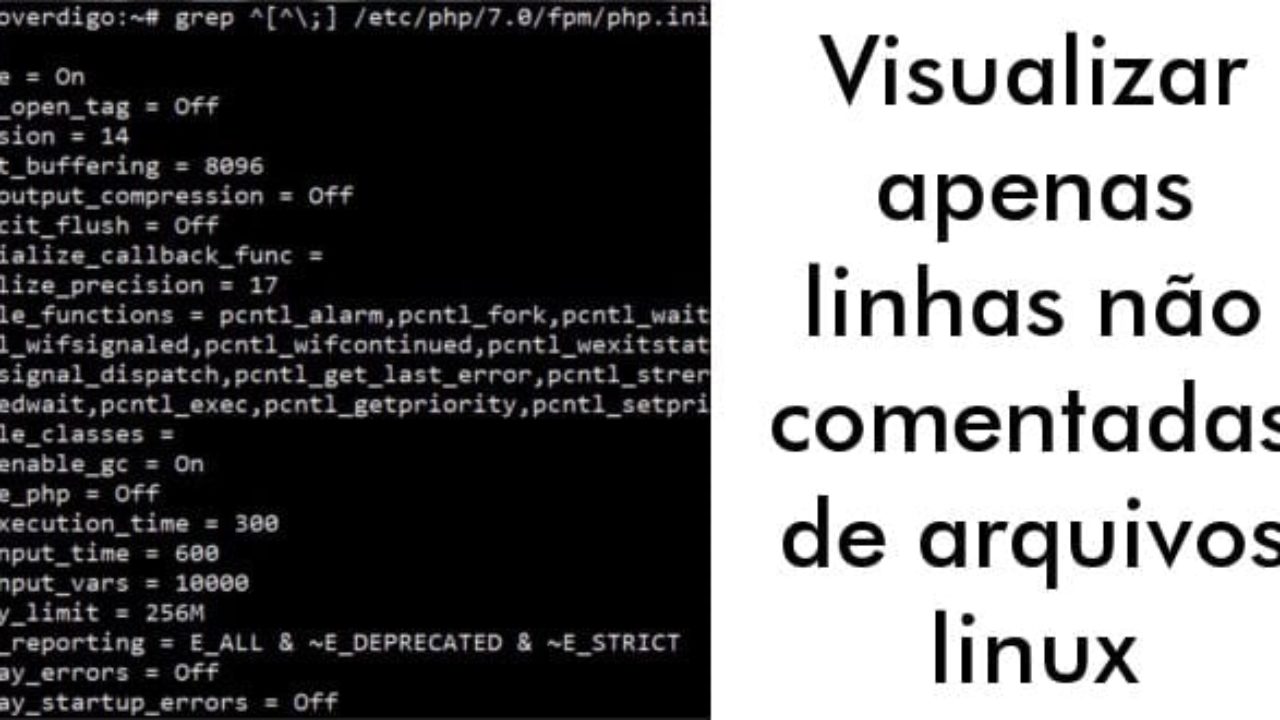 overdigo:~# grep ^[^\;] /etc/php/7.0/fpm/php.ini
e = On
_open_tag = Off
sion = 14
t_buffering = 8096
output_compression = Off
cit_flush = Off
ialize_callback_func =
lize_precision = 17
le_functions = pcntl_alarm,pcntl_fork,pcntl_wait
l_wifsignaled,pcntl_wifcontinued,pcntl_wexitstat
signal_dispatch,pcntl_get_last_error,pcntl_strer
edwait,pcntl_exec,pcntl_getpriority,pcntl_setpri
le_classes =
enable_gc = On
e_php = Off
xecution_time = 300
nput_time = 600
nput_vars = 10000
y_limit = 256M
_reporting = E_ALL & ~E_DEPRECATED & ~E_STRICT
ay_errors = Off
ay_startup_errors = Off
Visualizar
apenas
linhas não
comentadas
de arquivos
linux